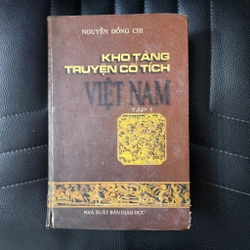 NGUYỄN ĐỔNG CHI
KHO TÀNG
TRUYỆN CỔ TÍCH
VIỆT NAM
TẬP 1
NHÀ XUẤT BẢN GIÁO DỤC